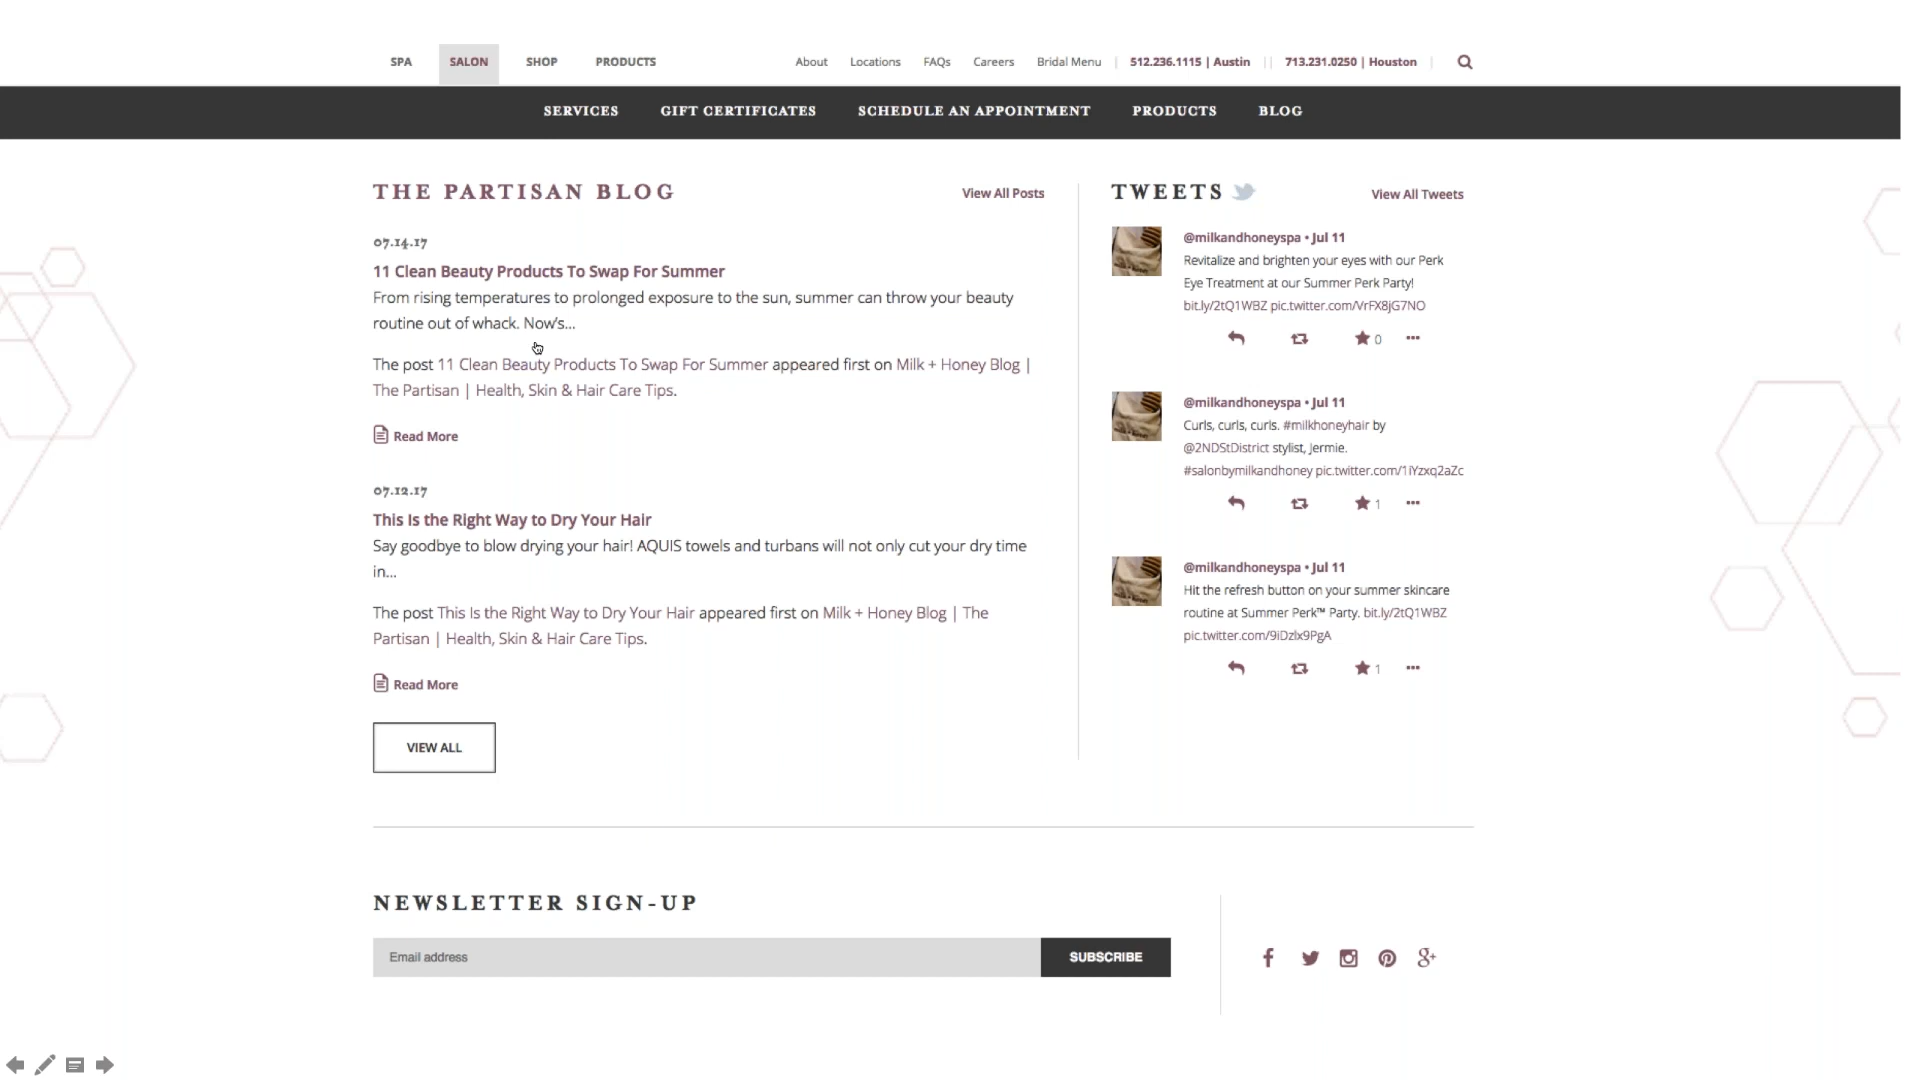 SPA SALON SHOP PRODUCTS About Locations FAQs Careers Bridal Menu | 512.236.1115 | Austin || 713.231.0250 | Houston |
SERVICES GIFT CERTIFICATES SCHEDULE AN APPOINTMENT PRODUCTS BLOG
THE PARTISAN BLOG View All Posts
07.14.17
11 Clean Beauty Products To Swap For Summer
From rising temperatures to prolonged exposure to the sun, summer can throw your beauty
routine out of whack. Now's...
The post 11 Clean Beauty Products To Swap For Summer appeared first on Milk + Honey Blog |
The Partisan | Health, Skin & Hair Care Tips.
Read More
07.12.17
This Is the Right Way to Dry Your Hair
Say goodbye to blow drying your hair! AQUIS towels and turbans will not only cut your dry time
in...
The post This Is the Right Way to Dry Your Hair appeared first on Milk + Honey Blog | The
Partisan | Health, Skin & Hair Care Tips.
Read More
VIEW ALL
TWEETS View All Tweets
@milkandhoneyspa • Jul 11
Revitalize and brighten your eyes with our Perk
Eye Treatment at our Summer Perk Party!
bit.ly/2tQ1WBZ pic.twitter.com/VrFX8jG7NO
0
@milkandhoneyspa • Jul 11
Curls, curls, curls. #milkhoneyhair by
@2NDStDistrict stylist, Jermie.
#salonbymilkandhoney pic.twitter.com/1iYzxq2aZc
1
@milkandhoneyspa • Jul 11
Hit the refresh button on your summer skincare
routine at Summer Perk™ Party. bit.ly/2tQ1WBZ
pic.twitter.com/9iDzlx9PgA
1
NEWSLETTER SIGN-UP
Email address SUBSCRIBE